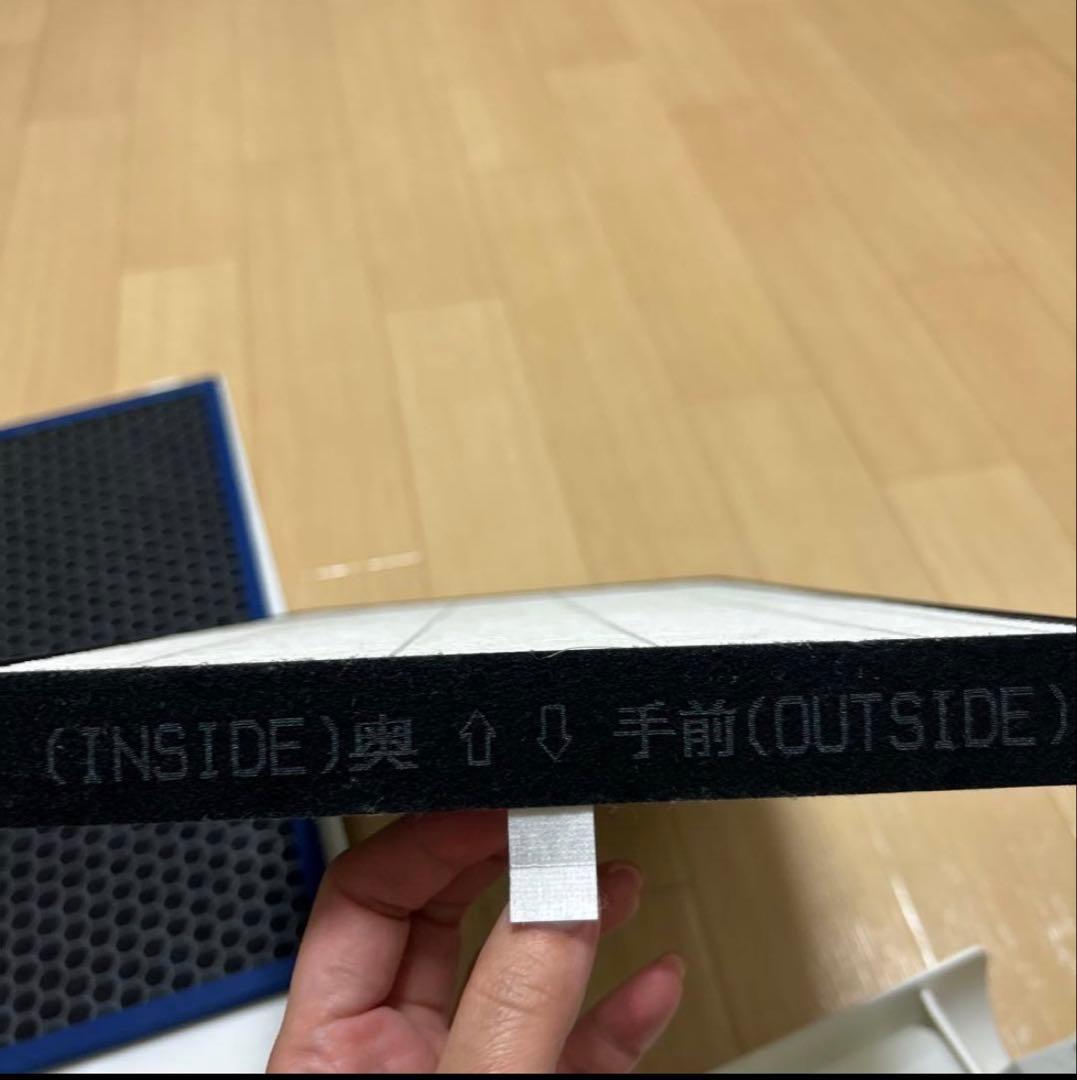 (INSIDE)奥 ⇧ ⇩ 手前(OUTSIDE)